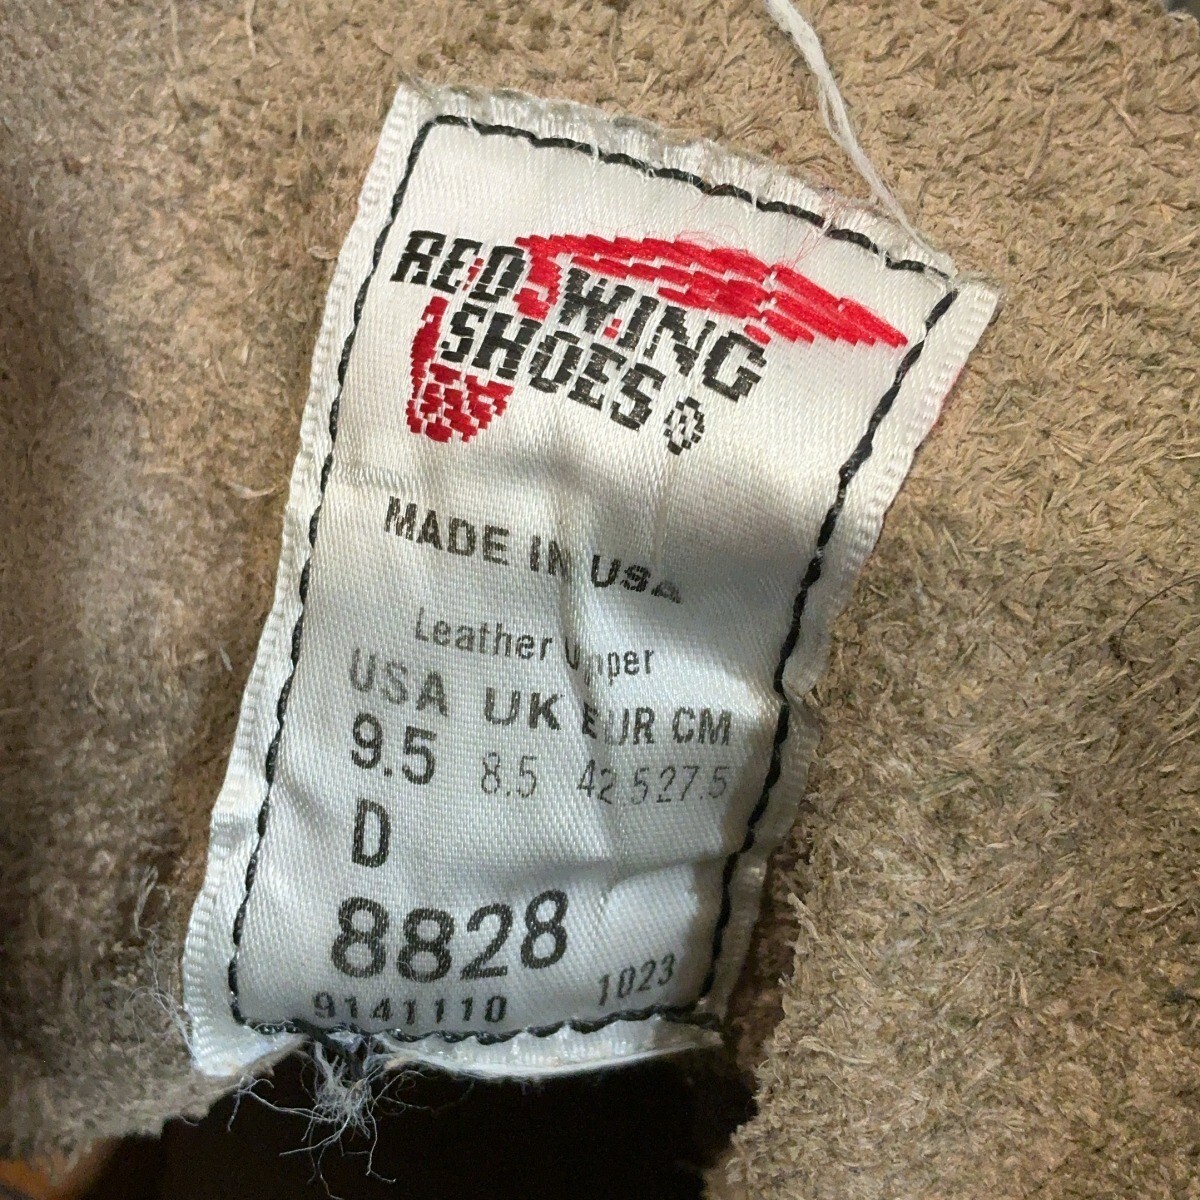 RED WING
SHOES®
MADE IN USA
Leather Upper
USA UK EUR CM
9.5 8.5 42.5 27.5
D
8828
9141110 1023